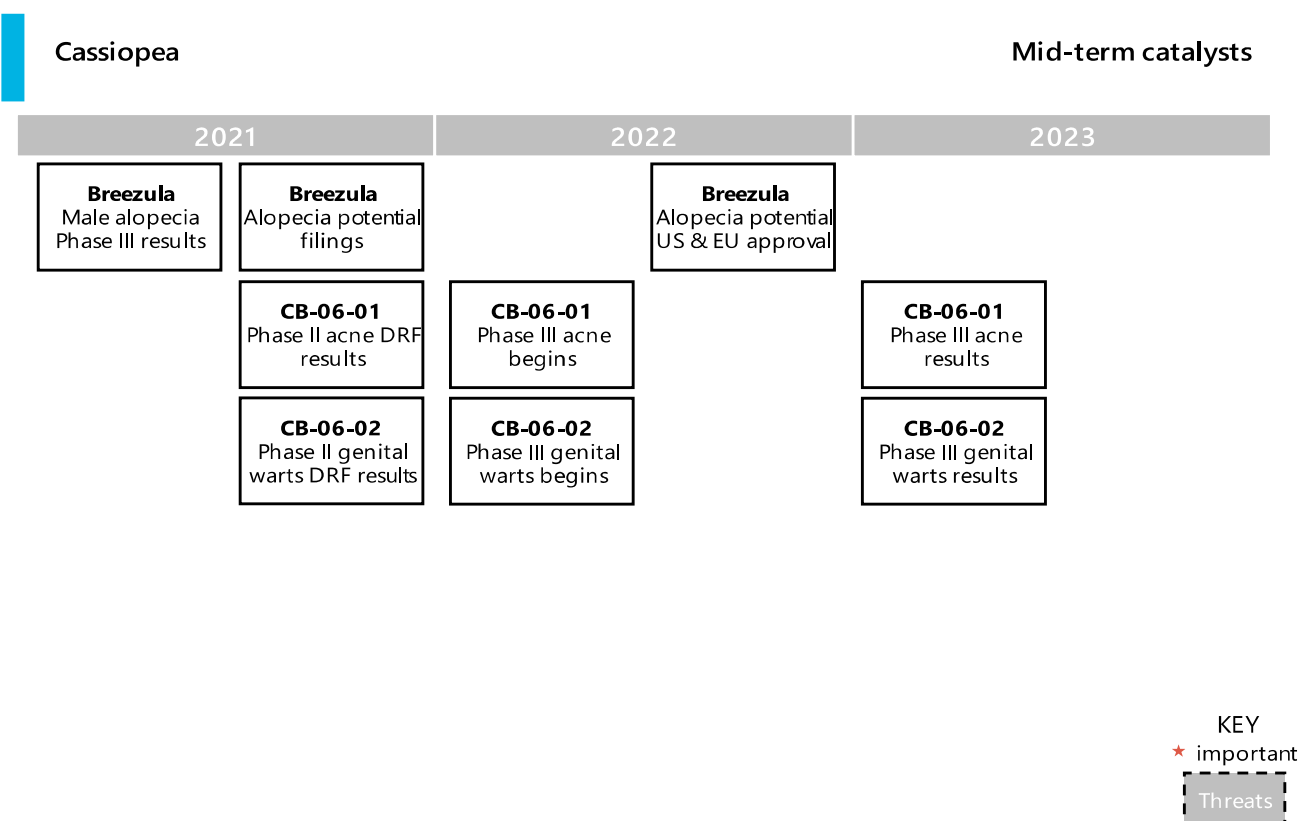 Cassiopea
Mid-term catalysts
2021
2022
2023
Breezula
Male alopecia
Phase III results
Breezula
Alopecia potential
filings
Breezula
Alopecia potential
US & EU approval
CB-06-01
Phase II acne DRF
results
CB-06-01
Phase III acne
begins
CB-06-01
Phase III acne
results
CB-06-02
Phase II genital
warts DRF results
CB-06-02
Phase III genital
warts begins
CB-06-02
Phase III genital
warts results
KEY
★ important
Threats